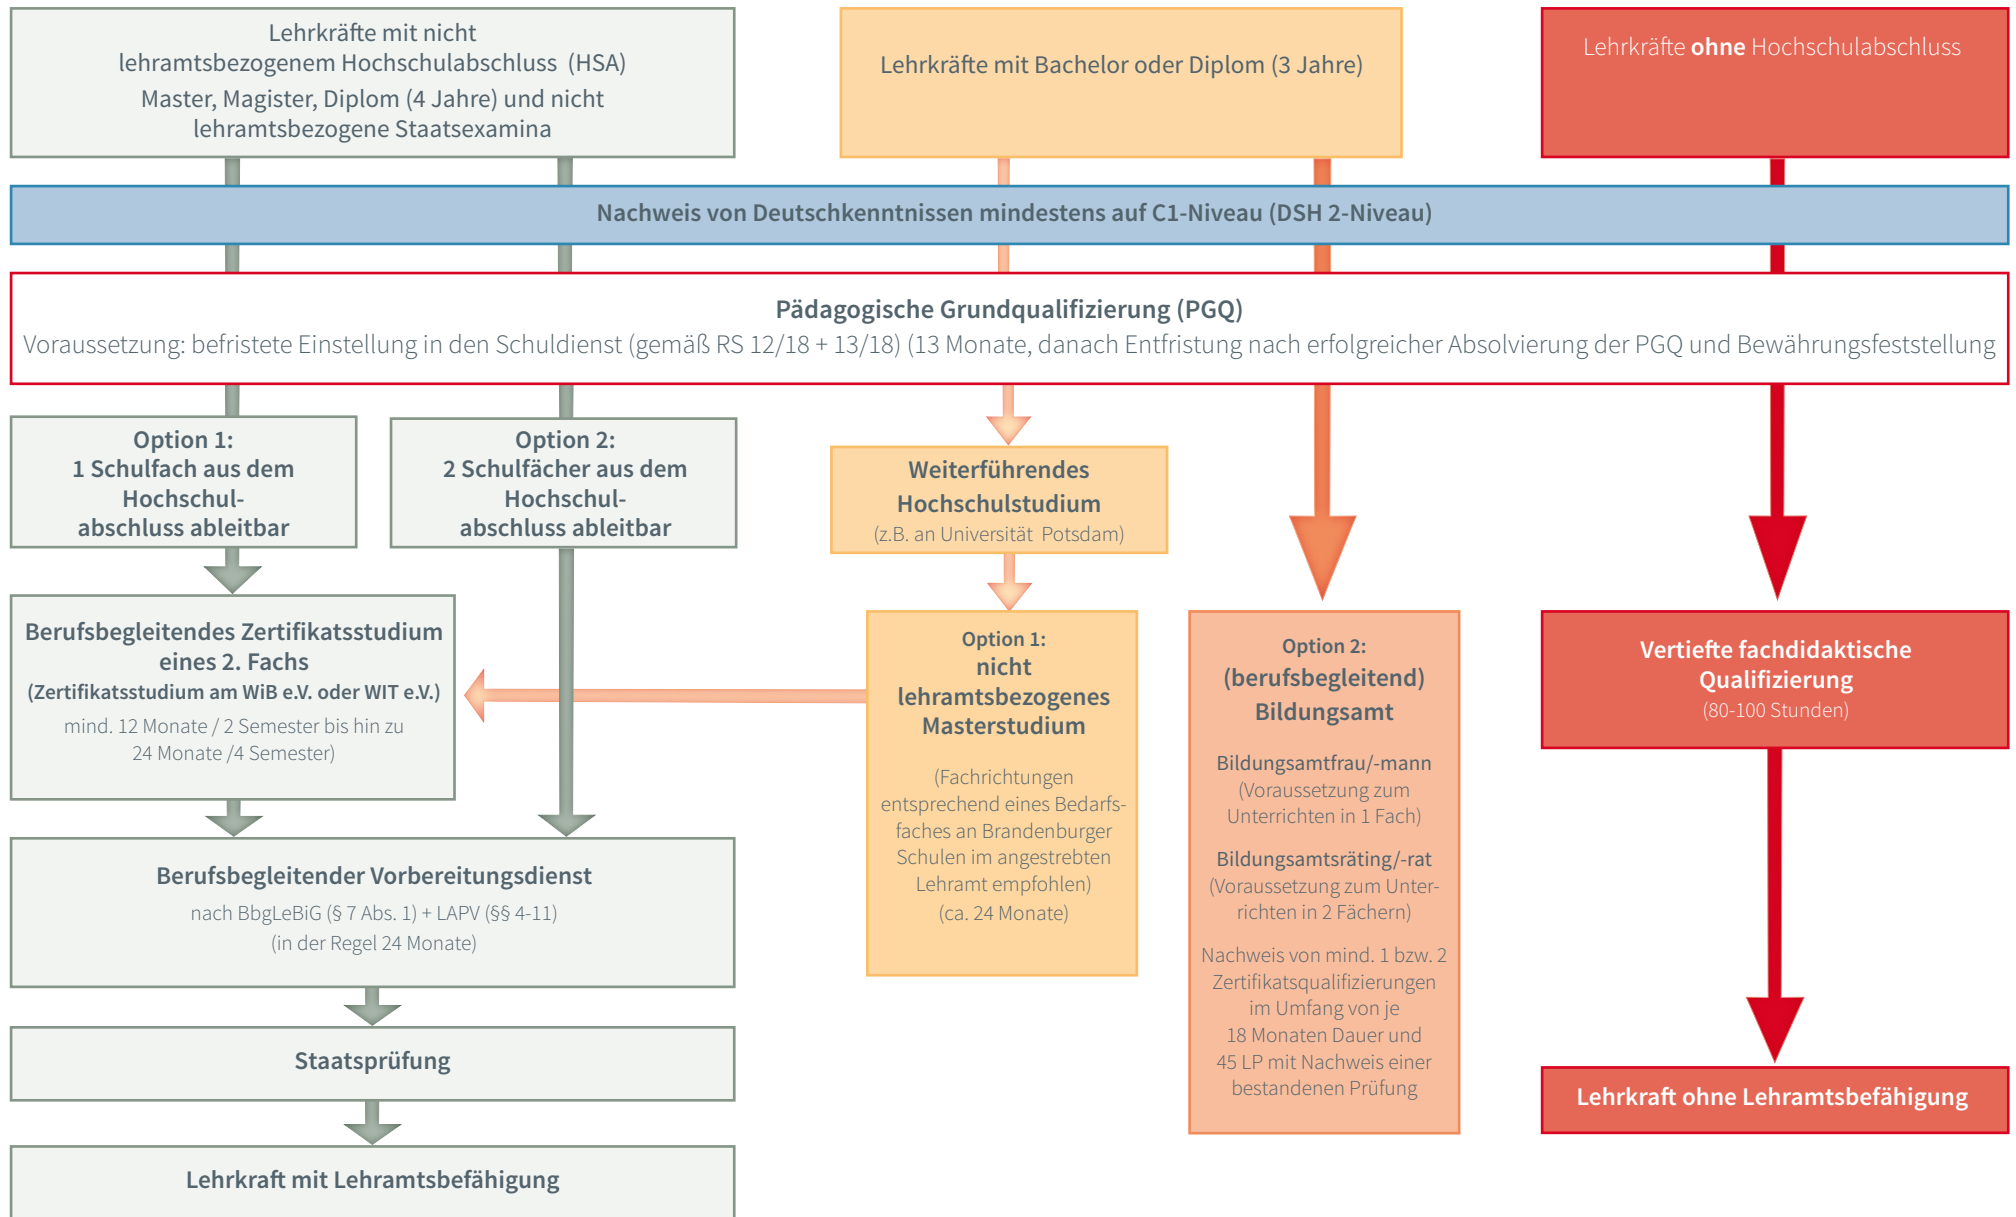 Lehrkräfte mit nicht
lehramtsbezogenem Hochschulabschluss (HSA)
Master, Magister, Diplom (4 Jahre) und nicht
lehramtsbezogene Staatsexamina
Lehrkräfte mit Bachelor oder Diplom (3 Jahre)
Lehrkräfte ohne Hochschulabschluss
Nachweis von Deutschkenntnissen mindestens auf C1-Niveau (DSH 2-Niveau)
Pädagogische Grundqualifizierung (PGQ)
Voraussetzung: befristete Einstellung in den Schuldienst (gemäß RS 12/18 + 13/18) (13 Monate, danach Entfristung nach erfolgreicher Absolvierung der PGQ und Bewährungsfeststellung
Option 1:
1 Schulfach aus dem
Hochschul-
abschluss ableitbar
Option 2:
2 Schulfächer aus dem
Hochschul-
abschluss ableitbar
Weiterführendes
Hochschulstudium
(z.B. an Universität Potsdam)
Berufsbegleitendes Zertifikatsstudium
eines 2. Fachs
(Zertifikatsstudium am WiB e.V. oder WIT e.V.)
mind. 12 Monate / 2 Semester bis hin zu
24 Monate /4 Semester)
Option 1:
nicht
lehramtsbezogenes
Masterstudium
(Fachrichtungen
entsprechend eines Bedarfs-
faches an Brandenburger
Schulen im angestrebten
Lehramt empfohlen)
(ca. 24 Monate)
Option 2:
(berufsbegleitend)
Bildungsamt
Bildungsamtfrau/-mann
(Voraussetzung zum
Unterrichten in 1 Fach)
Bildungsamtsräting/-rat
(Voraussetzung zum Unter-
richten in 2 Fächern)
Nachweis von mind. 1 bzw. 2
Zertifikatsqualifizierungen
im Umfang von je
18 Monaten Dauer und
45 LP mit Nachweis einer
bestandenen Prüfung
Vertiefte fachdidaktische
Qualifizierung
(80-100 Stunden)
Berufsbegleitender Vorbereitungsdienst
nach BbgLeBiG (§ 7 Abs. 1) + LAPV (§§ 4-11)
(in der Regel 24 Monate)
Staatsprüfung
Lehrkraft mit Lehramtsbefähigung
Lehrkraft ohne Lehramtsbefähigung